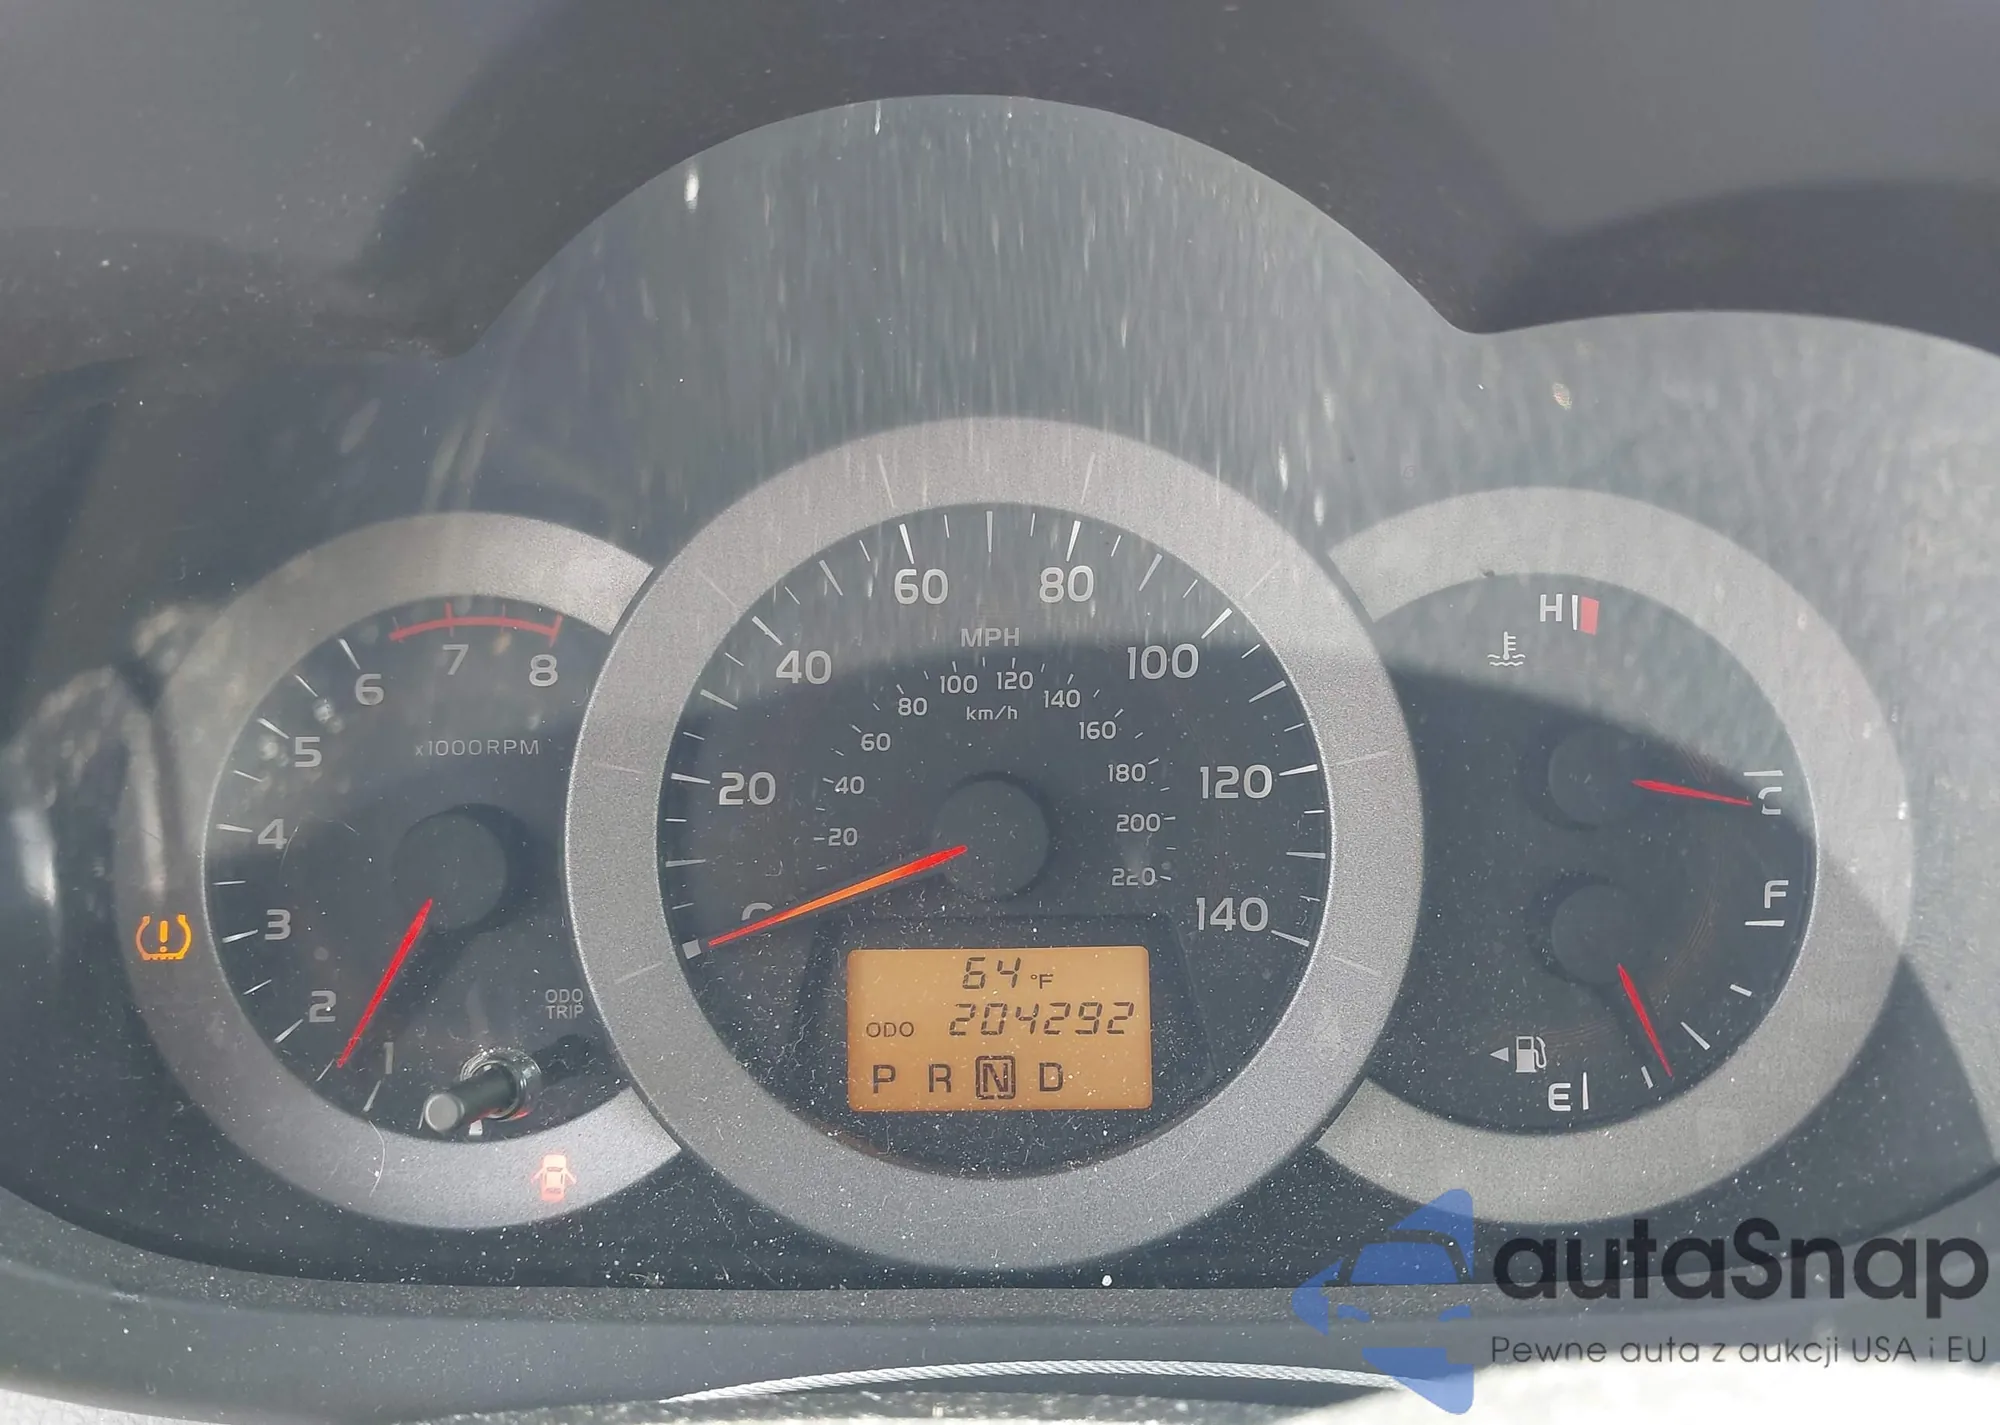 60
80
MPH
40
100
100
120
80
140
km/h
60
160
20
40
180
120
20
200
220
140
7
8
6
x1000RPM
5
4
3
2
1
ODO
TRIP
H
C
F
E
64 °F
ODO 204292
P R N D
autaSnap
Pewne auta z aukcji USA i EU